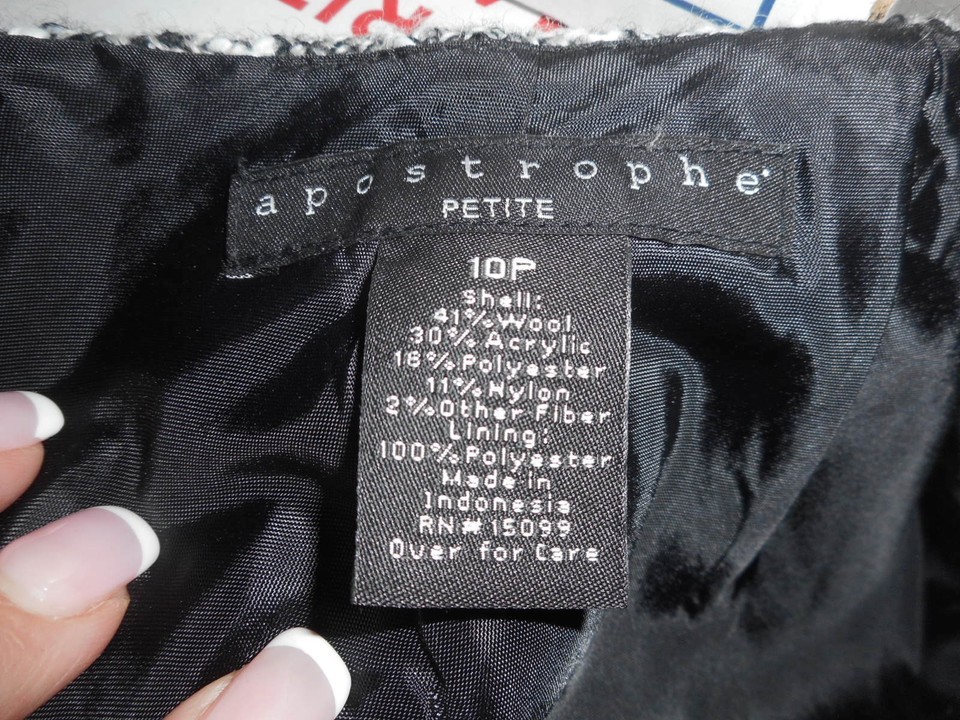 apostrophe
PETITE
10P
Shell:
41%Wool
30%Acrylic
18%Polyester
11%Nylon
2%Other Fiber
Lining:
100%Polyester
Made in
Indonesia
RN#15099
Over for Care